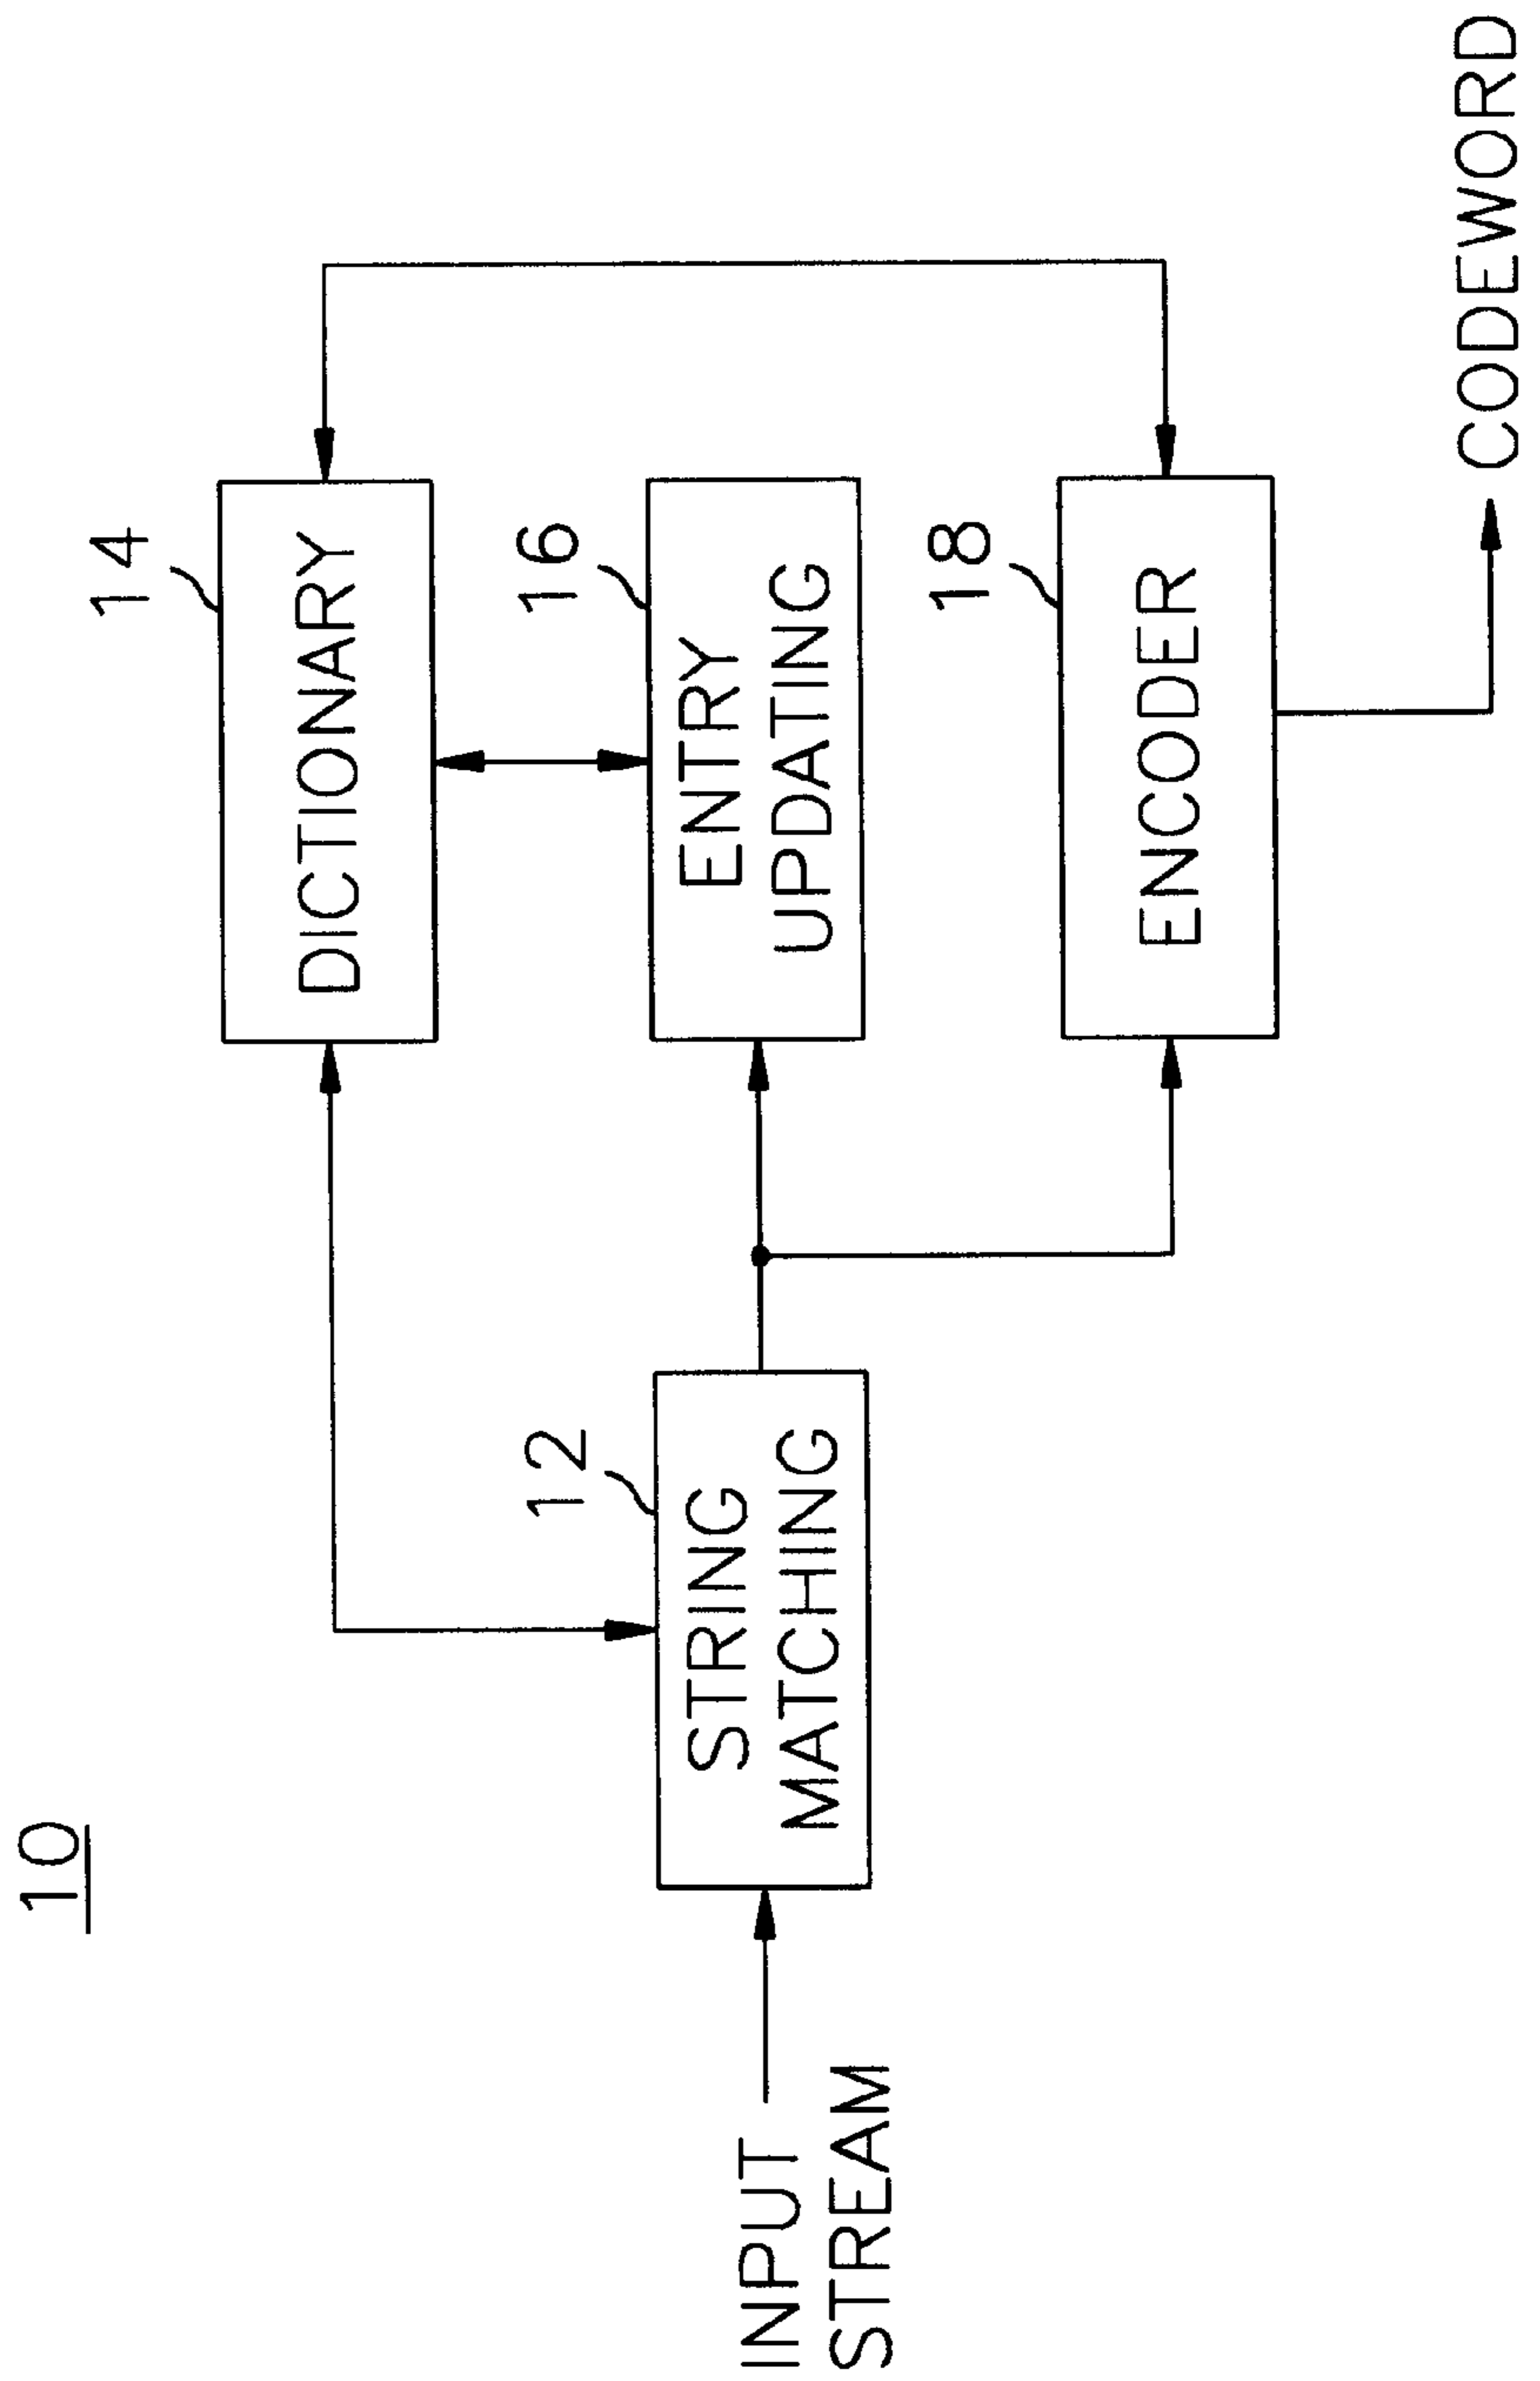 10
14
DICTIONARY
12
16
STRING
MATCHING
ENTRY
UPDATING
INPUT
STREAM
18
ENCODER
CODEWORD